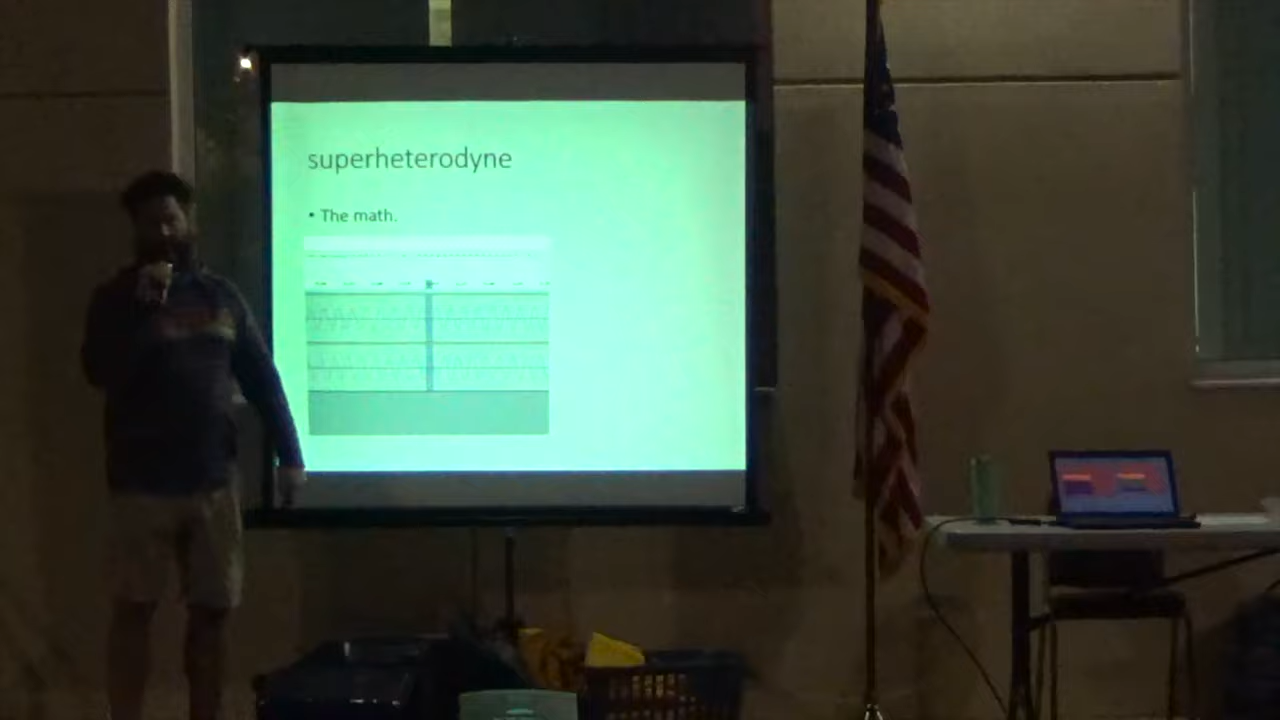 superheterodyne
• The math.